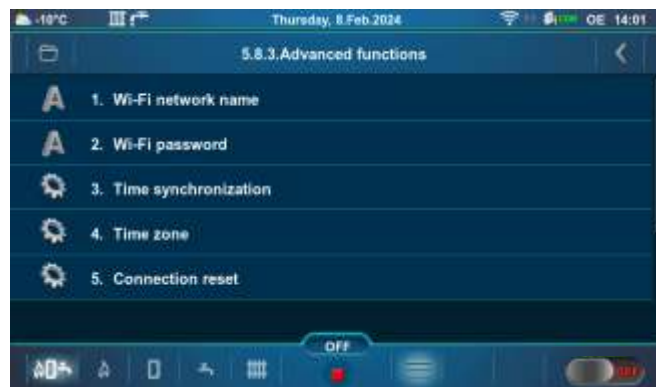 -10°C Thursday, 8.Feb.2024 OE 14:01
5.8.3.Advanced functions
1. Wi-Fi network name
2. Wi-Fi password
3. Time synchronization
4. Time zone
5. Connection reset
OFF
OFF